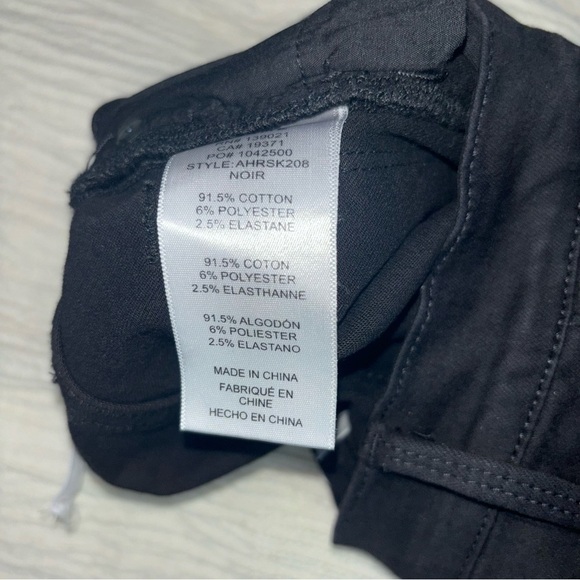 139021
CA# 19371
PO# 1042500
STYLE: AHRSK208
NOIR
91.5% COTTON
6% POLYESTER
2.5% ELASTANE
91.5% COTON
6% POLYESTER
2.5% ELASTHANNE
91.5% ALGODÓN
6% POLIESTER
2.5% ELASTANO
MADE IN CHINA
FABRIQUÉ EN
CHINE
HECHO EN CHINA